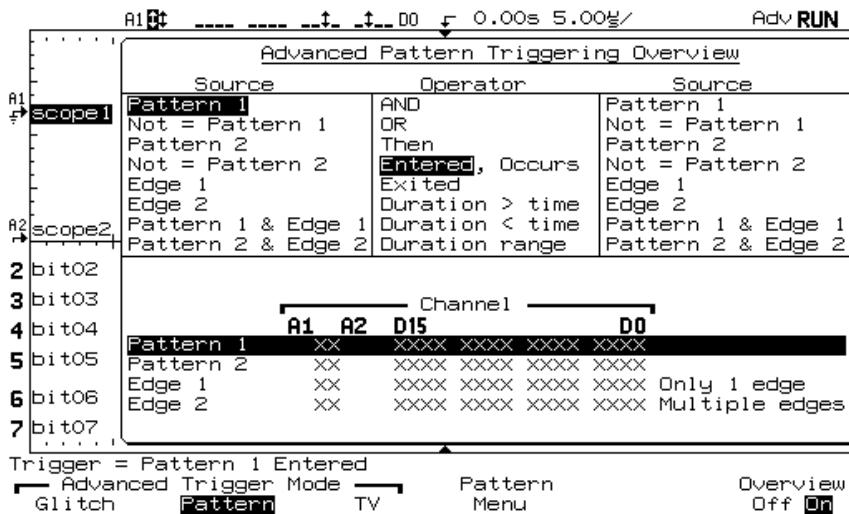 A1 D0 0.00s 5.00µs/ Adv RUN
Advanced Pattern Triggering Overview
Source Operator Source
Pattern 1 AND Pattern 1
Not = Pattern 1 OR Not = Pattern 1
Pattern 2 Then Pattern 2
Not = Pattern 2 Entered, Occurs Not = Pattern 2
Edge 1 Exited Edge 1
Edge 2 Duration > time Edge 2
Pattern 1 & Edge 1 Duration < time Pattern 1 & Edge 1
Pattern 2 & Edge 2 Duration range Pattern 2 & Edge 2
A1 scope1
A2 scope2
2 bit02
3 bit03
4 bit04
5 bit05
6 bit06
7 bit07
Channel
A1 A2 D15 D0
Pattern 1 XX XXXX XXXX XXXX XXXX
Pattern 2 XX XXXX XXXX XXXX XXXX
Edge 1 XX XXXX XXXX XXXX XXXX Only 1 edge
Edge 2 XX XXXX XXXX XXXX XXXX Multiple edges
Trigger = Pattern 1 Entered
Advanced Trigger Mode Pattern Overview
Glitch Pattern TV Menu Off On